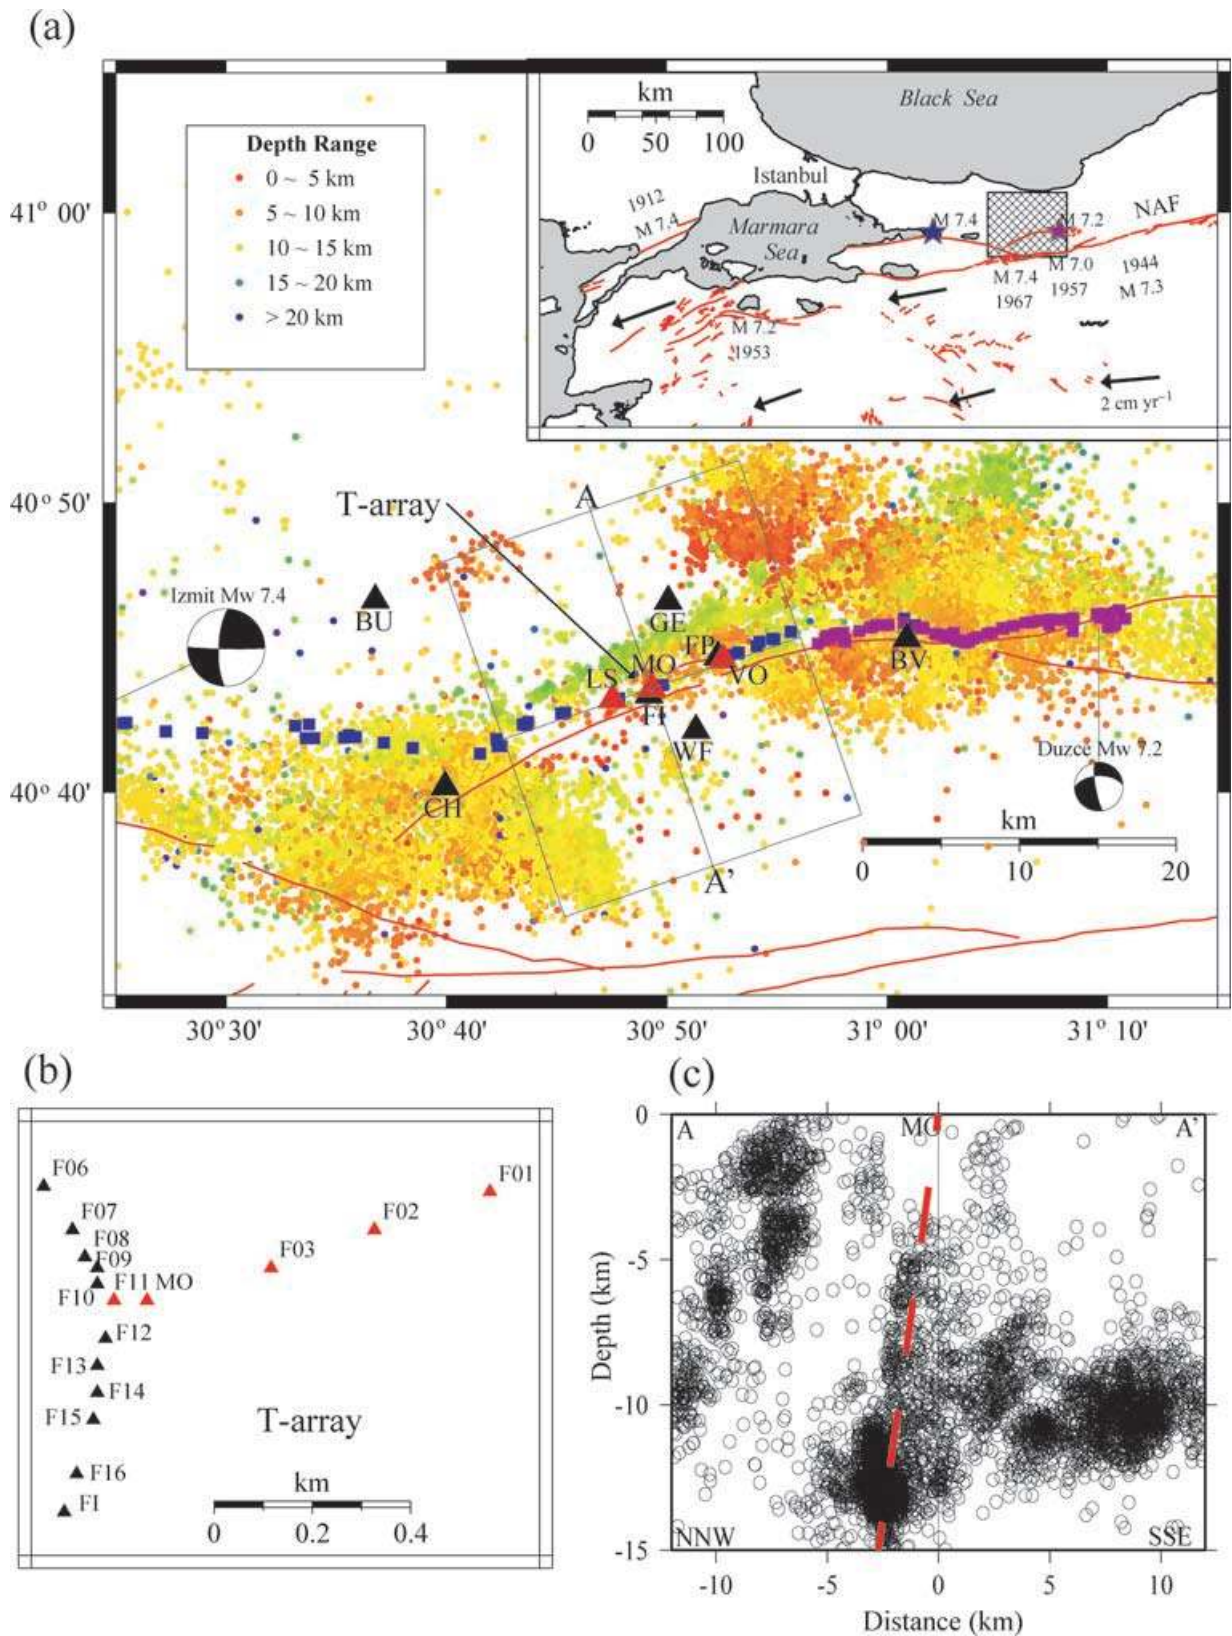 (a)
km
0 50 100
Black Sea
Istanbul
Marmara
Sea
1912
M 7.4
M 7.4
M 7.2
NAF
M 7.4
1967
M 7.0
1957
1944
M 7.3
M 7.2
1953
2 cm yr⁻¹
Depth Range
0 ~ 5 km
5 ~ 10 km
10 ~ 15 km
15 ~ 20 km
> 20 km
41° 00'
40° 50'
40° 40'
T-array
A
Izmit Mw 7.4
BU
GE
FP
MO
VO
LS
FI
WF
BV
CH
Duzce Mw 7.2
A'
km
0 10 20
30° 30' 30° 40' 30° 50' 31° 00' 31° 10'
(b)
F06
F01
F07
F02
F08
F09
F03
F11 MO
F10
F12
F13
F14
F15
T-array
F16
FI
km
0 0.2 0.4
(c)
A
MO
A'
0
-5
-10
-15
Depth (km)
NNW
SSE
-10 -5 0 5 10
Distance (km)